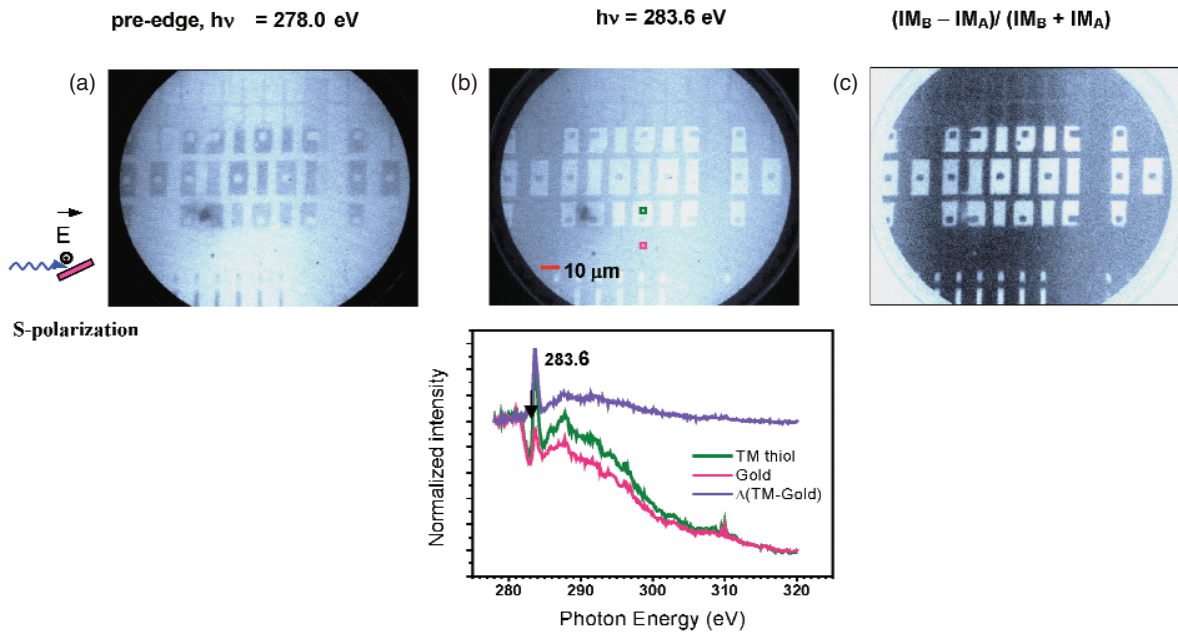 pre-edge, hν = 278.0 eV
hν = 283.6 eV
(IM_B – IM_A)/ (IM_B + IM_A)
(a)
(b)
(c)
E
S-polarization
10 μm
283.6
TM thiol
Gold
Λ(TM-Gold)
Normalized intensity
280 290 300 310 320
Photon Energy (eV)